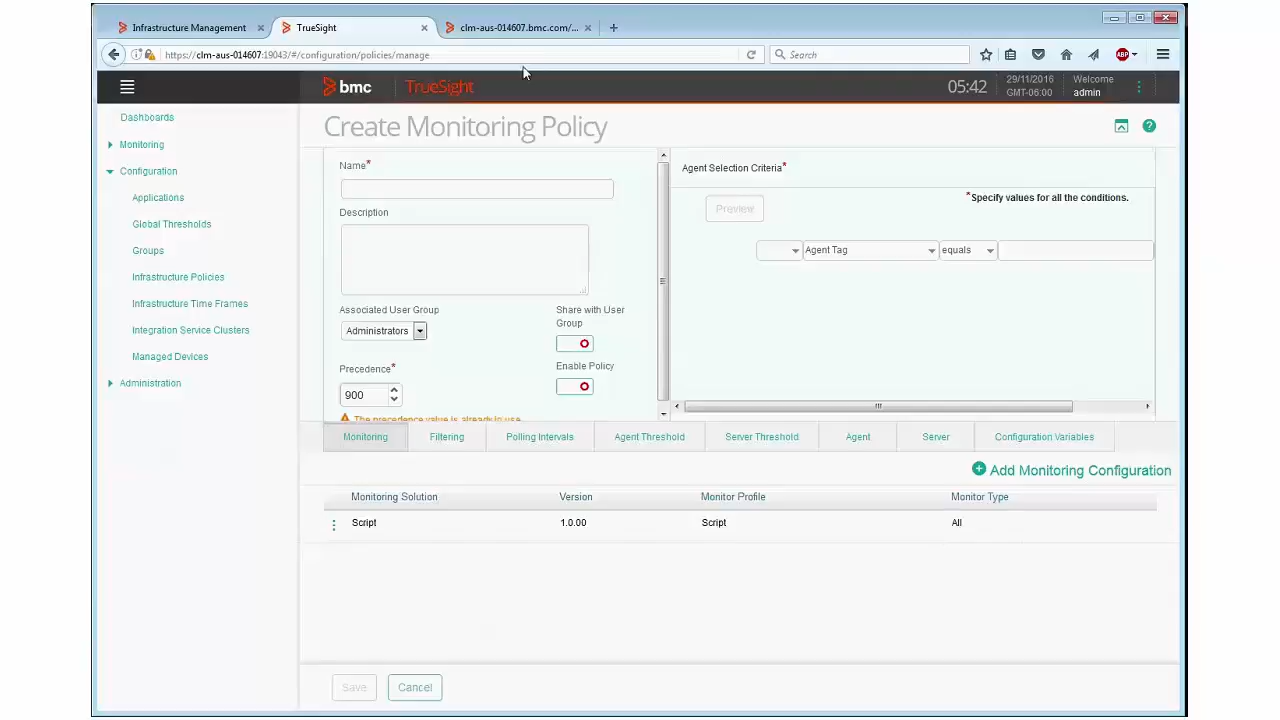 Infrastructure Management
TrueSight
clm-aus-014607.bmc.com/...
https://clm-aus-014607:19043/#/configuration/policies/manage
Search
ABP
bmc
TrueSight
05:42
29/11/2016
GMT-06:00
Welcome
admin
Dashboards
Monitoring
Configuration
Applications
Global Thresholds
Groups
Infrastructure Policies
Infrastructure Time Frames
Integration Service Clusters
Managed Devices
Administration
Create Monitoring Policy
Name*
Description
Associated User Group
Administrators
Share with User
Group
Precedence*
Enable Policy
900
The precedence value is already in use
Agent Selection Criteria*
*Specify values for all the conditions.
Preview
Agent Tag
equals
Monitoring
Filtering
Polling Intervals
Agent Threshold
Server Threshold
Agent
Server
Configuration Variables
Add Monitoring Configuration
Monitoring Solution
Version
Monitor Profile
Monitor Type
Script
1.0.00
Script
All
Save
Cancel